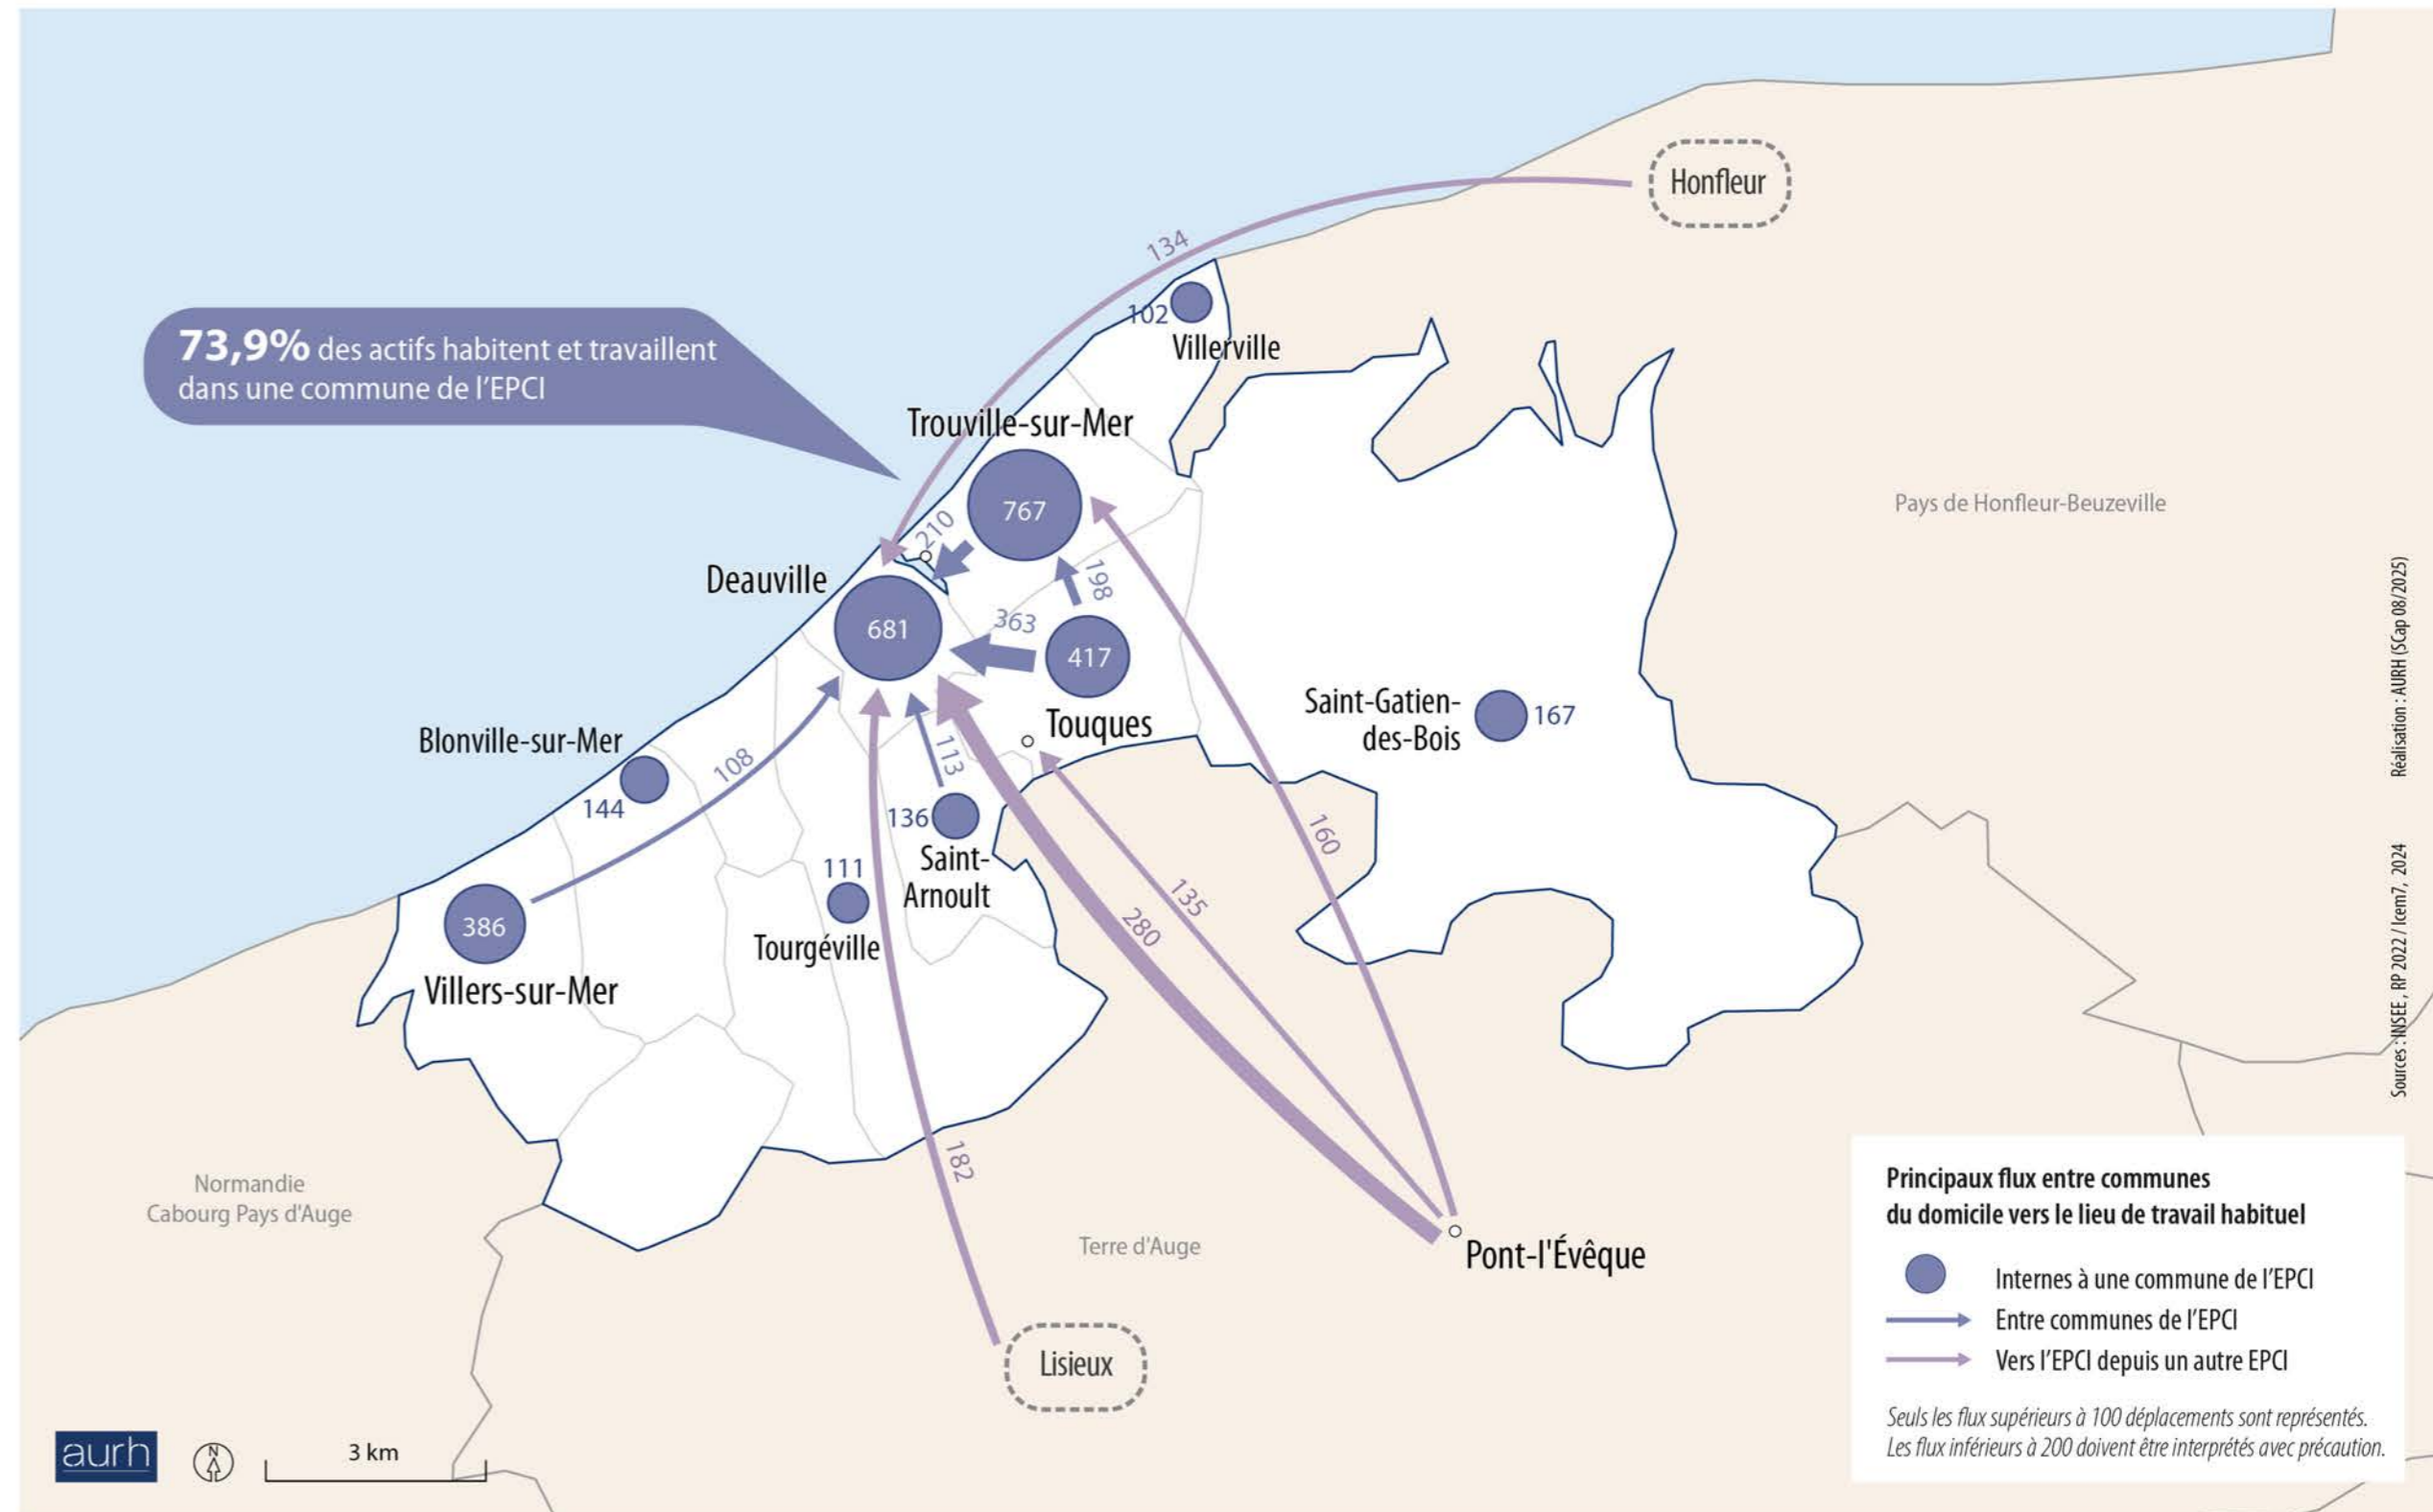 Honfleur
134
102
Villerville
73,9% des actifs habitent et travaillent
dans une commune de l'EPCI
Trouville-sur-Mer
767
210
Pays de Honfleur-Beuzeville
Deauville
681
198
363
417
Touques
Saint-Gatien-
des-Bois
167
Blonville-sur-Mer
144
108
113
136
Saint-
Arnoult
111
Tourgéville
386
Villers-sur-Mer
160
135
280
182
Normandie
Cabourg Pays d'Auge
Terre d'Auge
Pont-l'Évêque
Lisieux
Réalisation : AURH (SCap 08/2025)
Sources : INSEE, RP 2022 / Icem7, 2024
Principaux flux entre communes
du domicile vers le lieu de travail habituel
Internes à une commune de l'EPCI
Entre communes de l'EPCI
Vers l'EPCI depuis un autre EPCI
Seuls les flux supérieurs à 100 déplacements sont représentés.
Les flux inférieurs à 200 doivent être interprétés avec précaution.
aurh
N
3 km